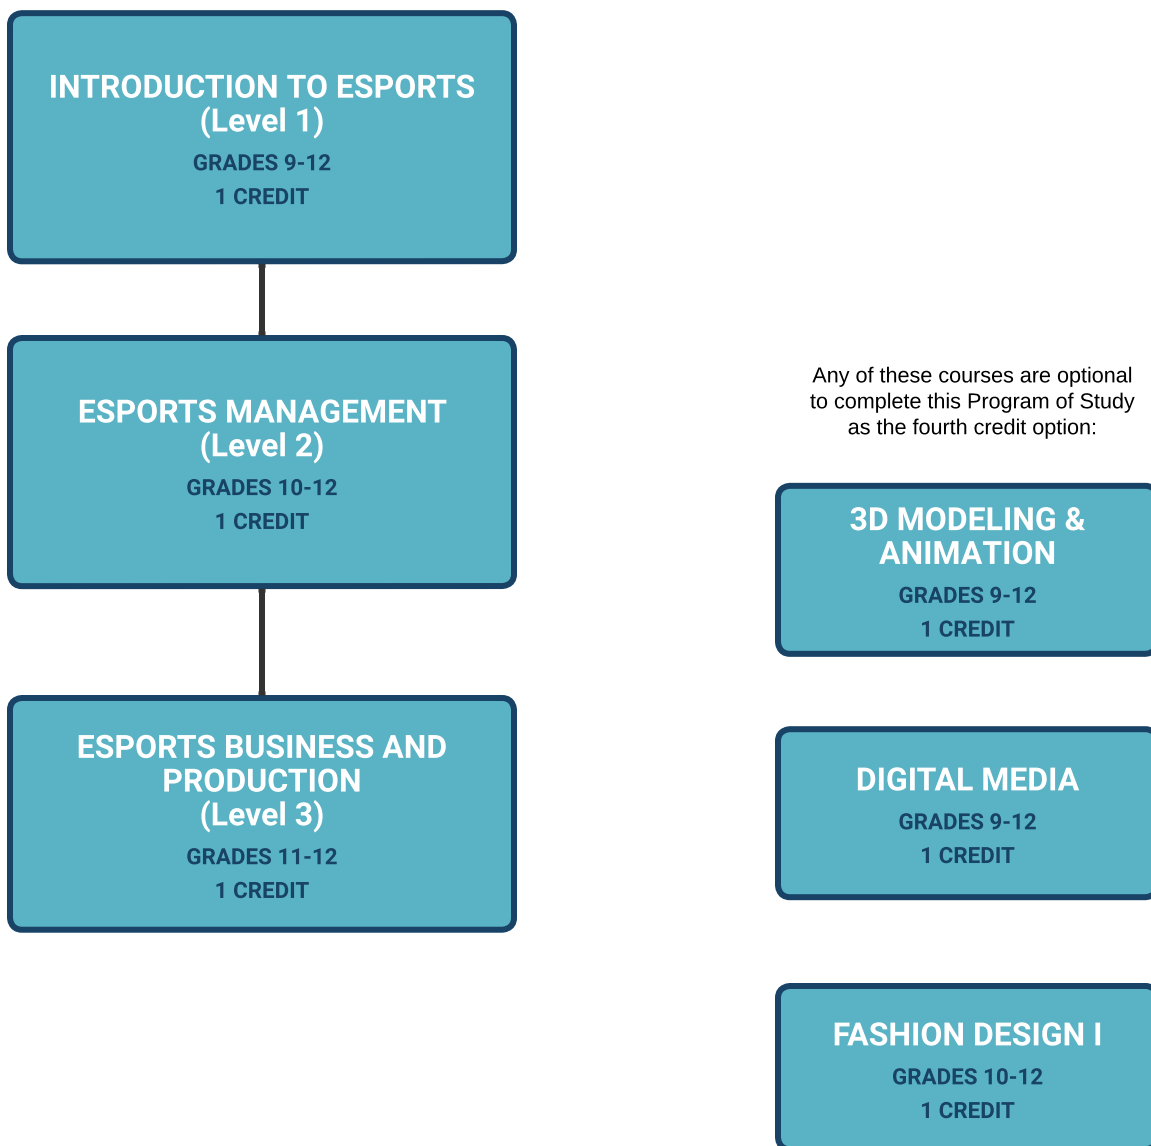 INTRODUCTION TO ESPORTS
(Level 1)
GRADES 9-12
1 CREDIT
ESPORTS MANAGEMENT
(Level 2)
GRADES 10-12
1 CREDIT
ESPORTS BUSINESS AND
PRODUCTION
(Level 3)
GRADES 11-12
1 CREDIT
Any of these courses are optional
to complete this Program of Study
as the fourth credit option:
3D MODELING &
ANIMATION
GRADES 9-12
1 CREDIT
DIGITAL MEDIA
GRADES 9-12
1 CREDIT
FASHION DESIGN I
GRADES 10-12
1 CREDIT